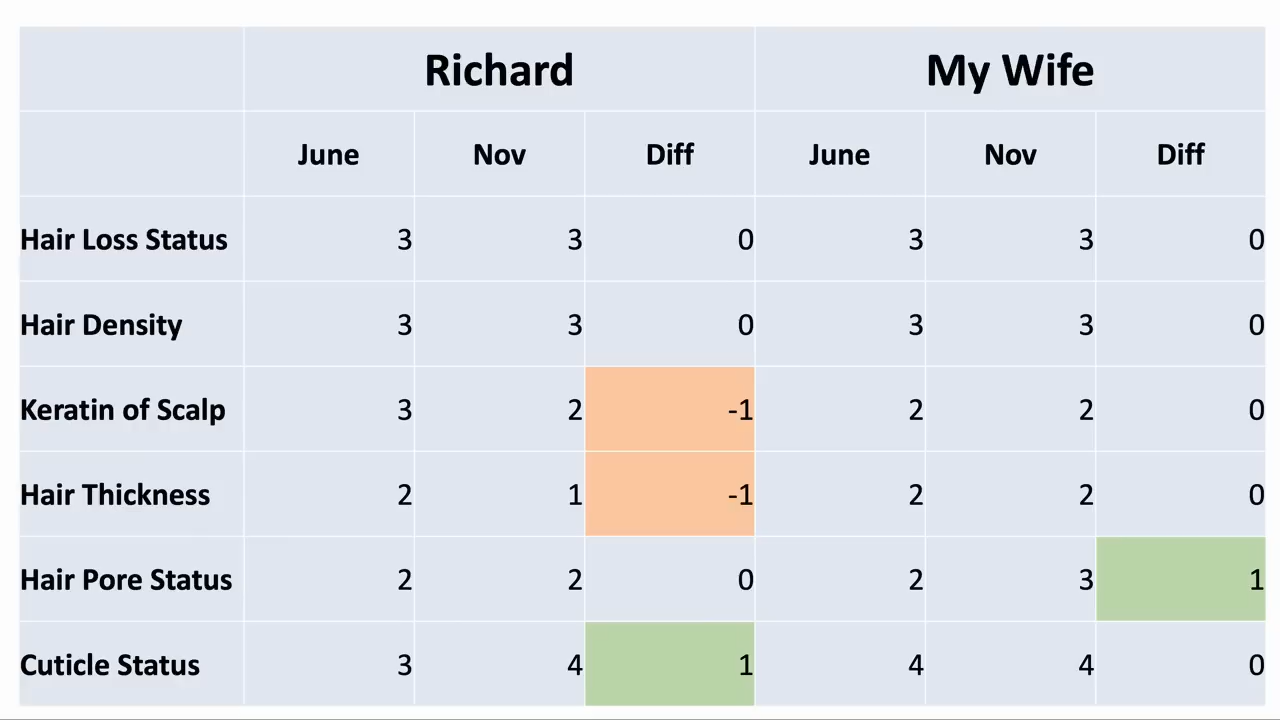 Richard My Wife
June Nov Diff June Nov Diff
Hair Loss Status 3 3 0 3 3 0
Hair Density 3 3 0 3 3 0
Keratin of Scalp 3 2 -1 2 2 0
Hair Thickness 2 1 -1 2 2 0
Hair Pore Status 2 2 0 2 3 1
Cuticle Status 3 4 1 4 4 0